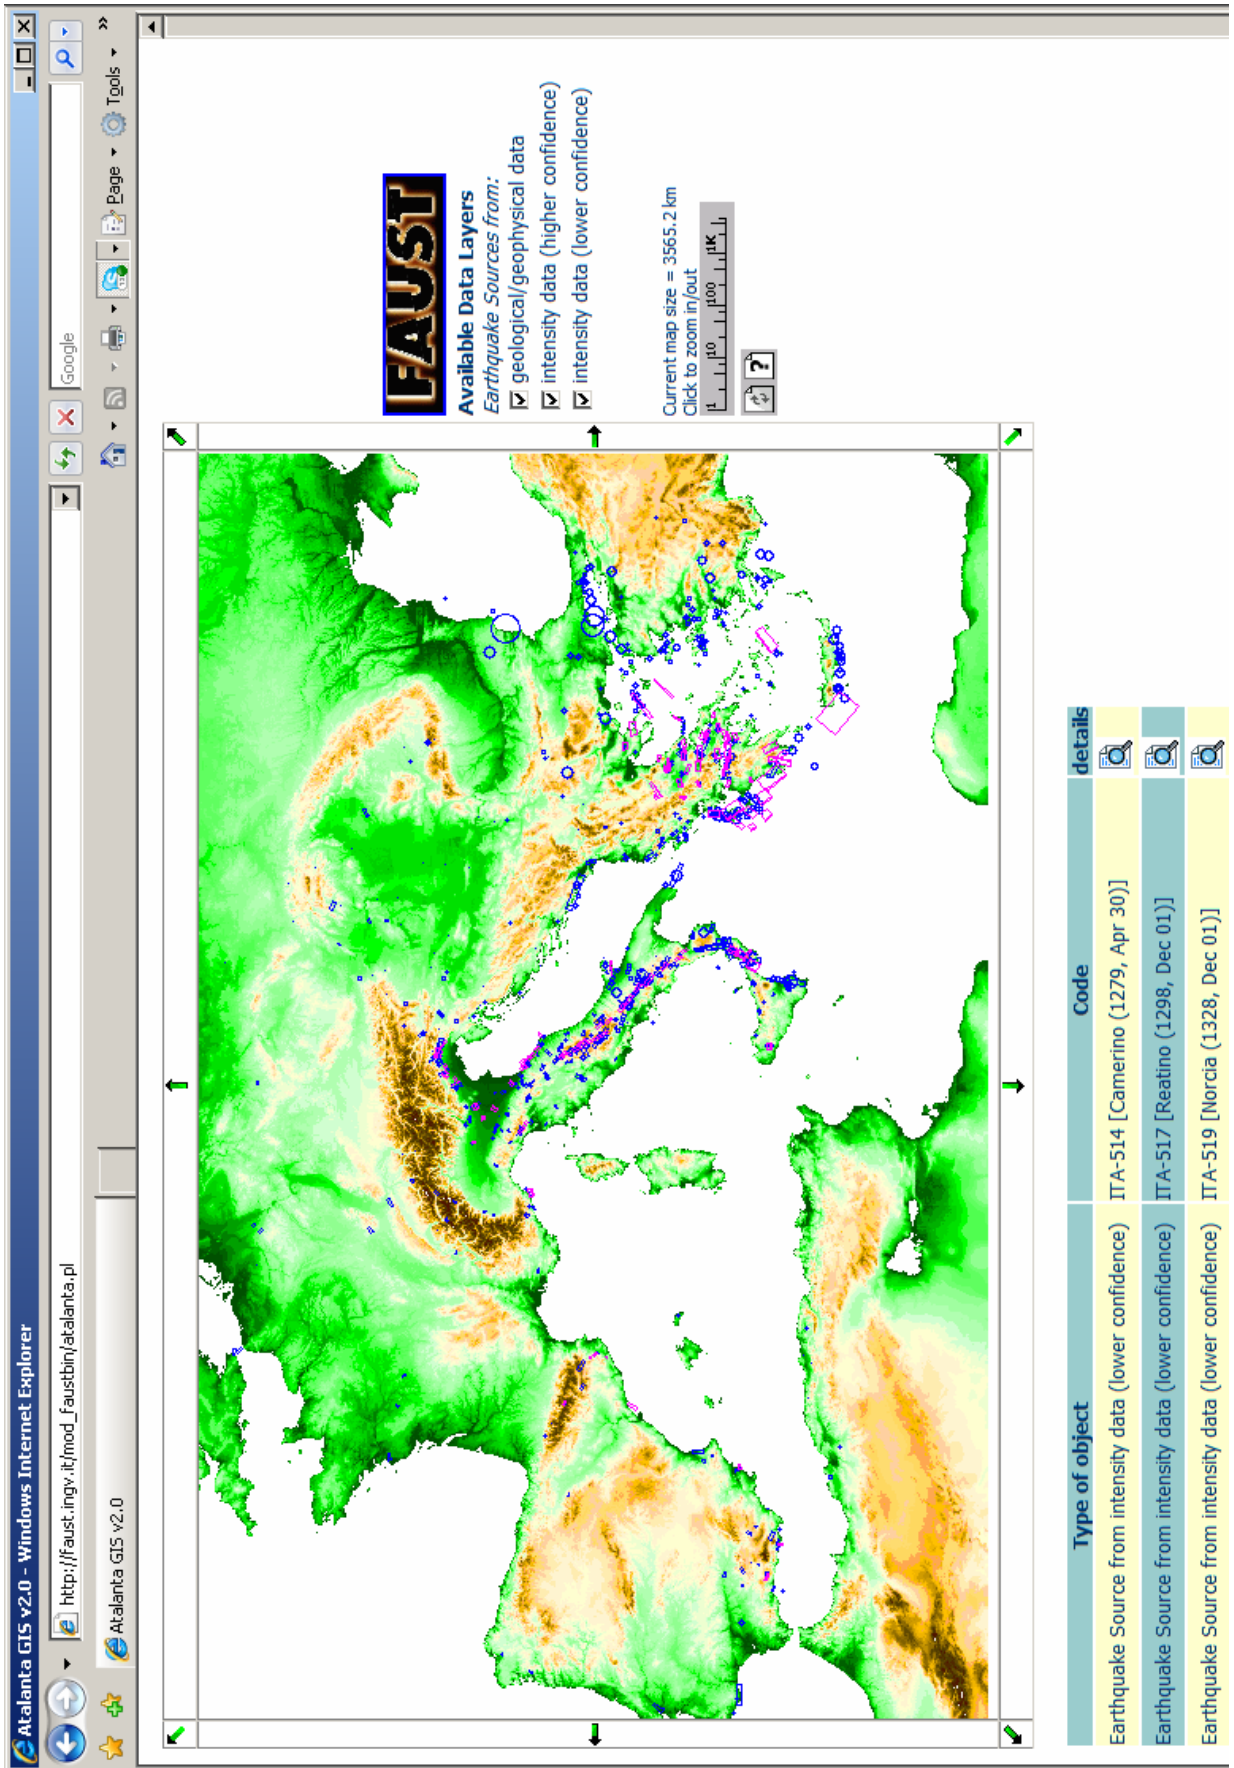 Atalanta GIS v2.0 - Windows Internet Explorer
http://faust.ingv.it/mod_faustbin/atalanta.pl
Google
Atalanta GIS v2.0
Page
Tools
FAUST
Available Data Layers
Earthquake Sources from:
geological/geophysical data
intensity data (higher confidence)
intensity data (lower confidence)
Current map size = 3565.2 km
Click to zoom in/out
1 10 100 1K
?
Type of object Code details
Earthquake Source from intensity data (lower confidence) ITA-514 [Camerino (1279, Apr 30)]
Earthquake Source from intensity data (lower confidence) ITA-517 [Reatino (1298, Dec 01)]
Earthquake Source from intensity data (lower confidence) ITA-519 [Norcia (1328, Dec 01)]